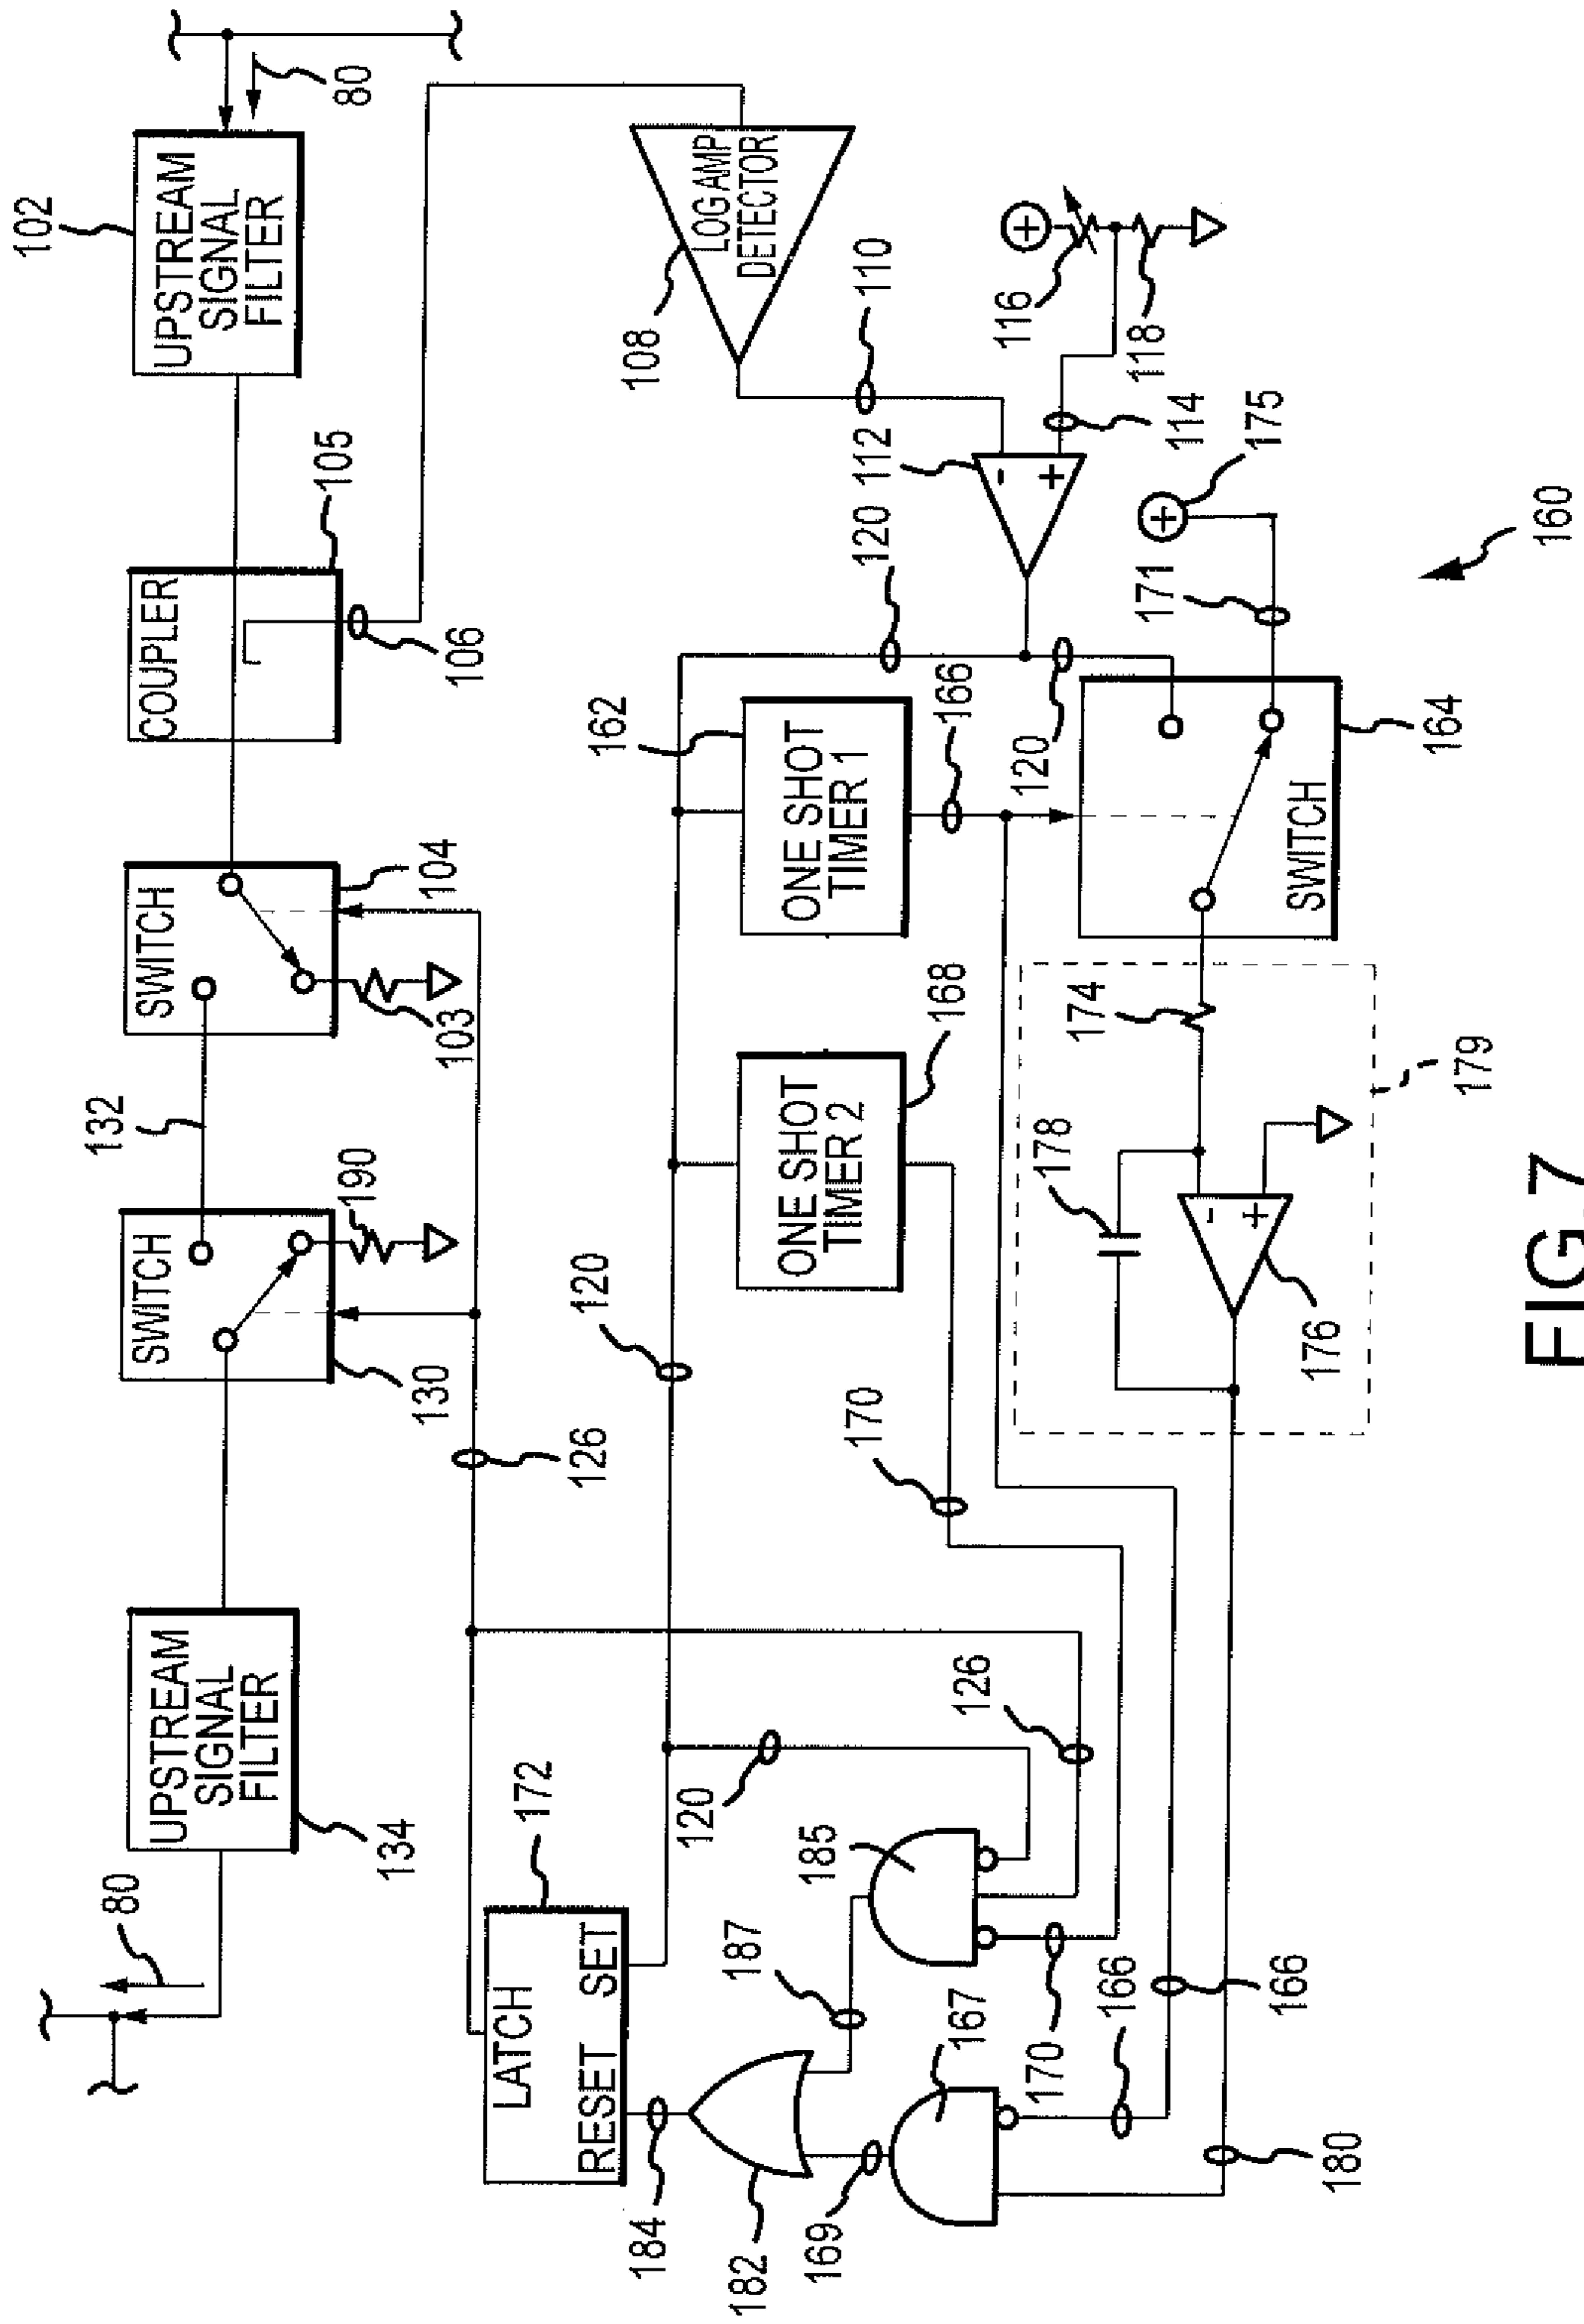 102
UPSTREAM
SIGNAL
FILTER
80
COUPLER
105
106
SWITCH
104
103
132
SWITCH
190
130
126
UPSTREAM
SIGNAL
FILTER
134
80
LOG AMP
DETECTOR
108
110
116
118
114
112
-
+
120
175
+
+
171
120
160
162
ONE SHOT
TIMER 1
166
SWITCH
164
168
ONE SHOT
TIMER 2
174
178
-
+
176
179
120
170
172
LATCH
RESET SET
120
126
185
187
170
167
166
166
184
182
169
180
FIG.7